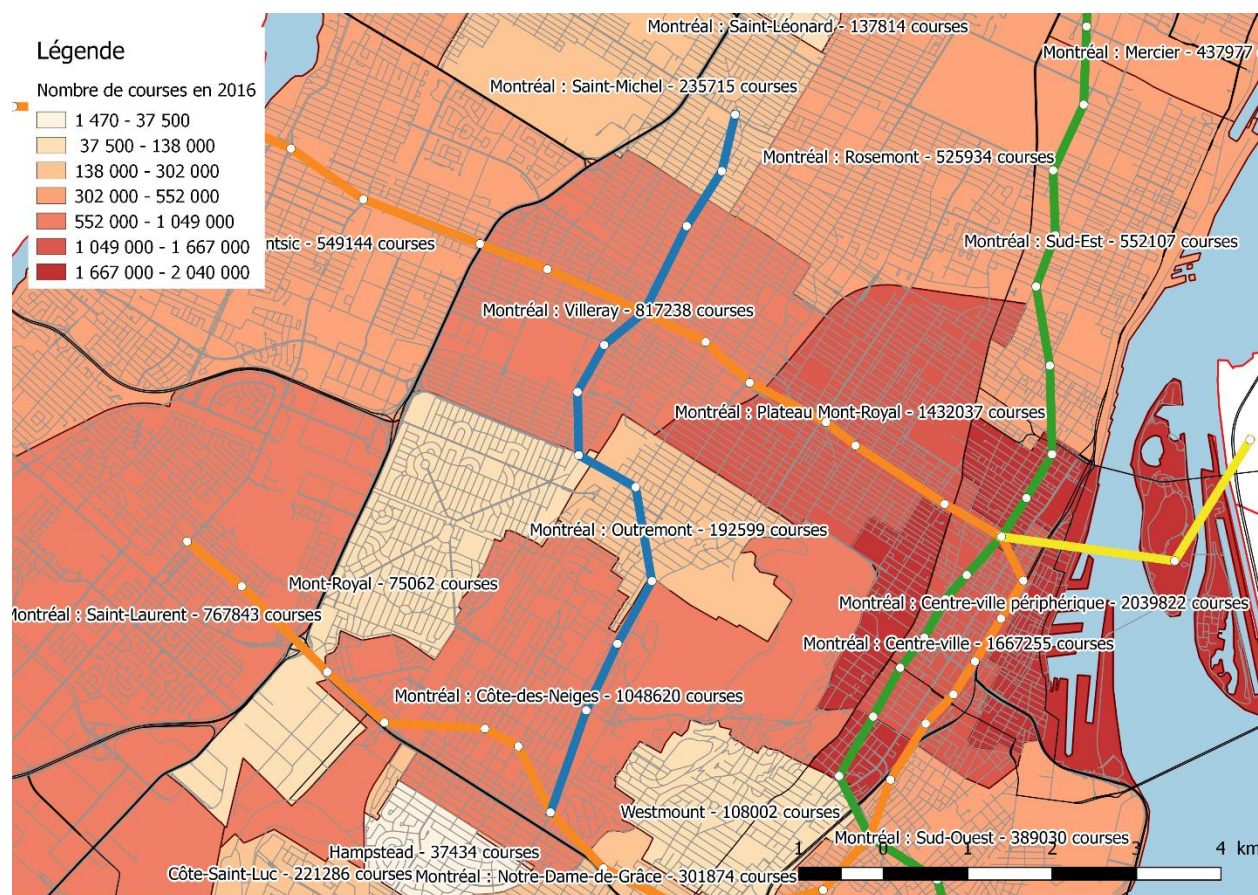 Légende
Nombre de courses en 2016
1 470 - 37 500
37 500 - 138 000
138 000 - 302 000
302 000 - 552 000
552 000 - 1 049 000
1 049 000 - 1 667 000
1 667 000 - 2 040 000
Montréal : Saint-Léonard - 137814 courses
Montréal : Mercier - 437977
Montréal : Saint-Michel - 235715 courses
Montréal : Rosemont - 525934 courses
ntsic - 549144 courses
Montréal : Sud-Est - 552107 courses
Montréal : Villeray - 817238 courses
Montréal : Plateau Mont-Royal - 1432037 courses
Montréal : Outremont - 192599 courses
Mont-Royal - 75062 courses
Montréal : Saint-Laurent - 767843 courses
Montréal : Centre-ville périphérique - 2039822 courses
Montréal : Centre-ville - 1667255 courses
Montréal : Côte-des-Neiges - 1048620 courses
Westmount - 108002 courses
Montréal : Sud-Ouest - 389030 courses
Hampstead - 37434 courses
Côte-Saint-Luc - 221286 courses
Montréal : Notre-Dame-de-Grâce - 301874 courses
1 0 1 2 3 4 km